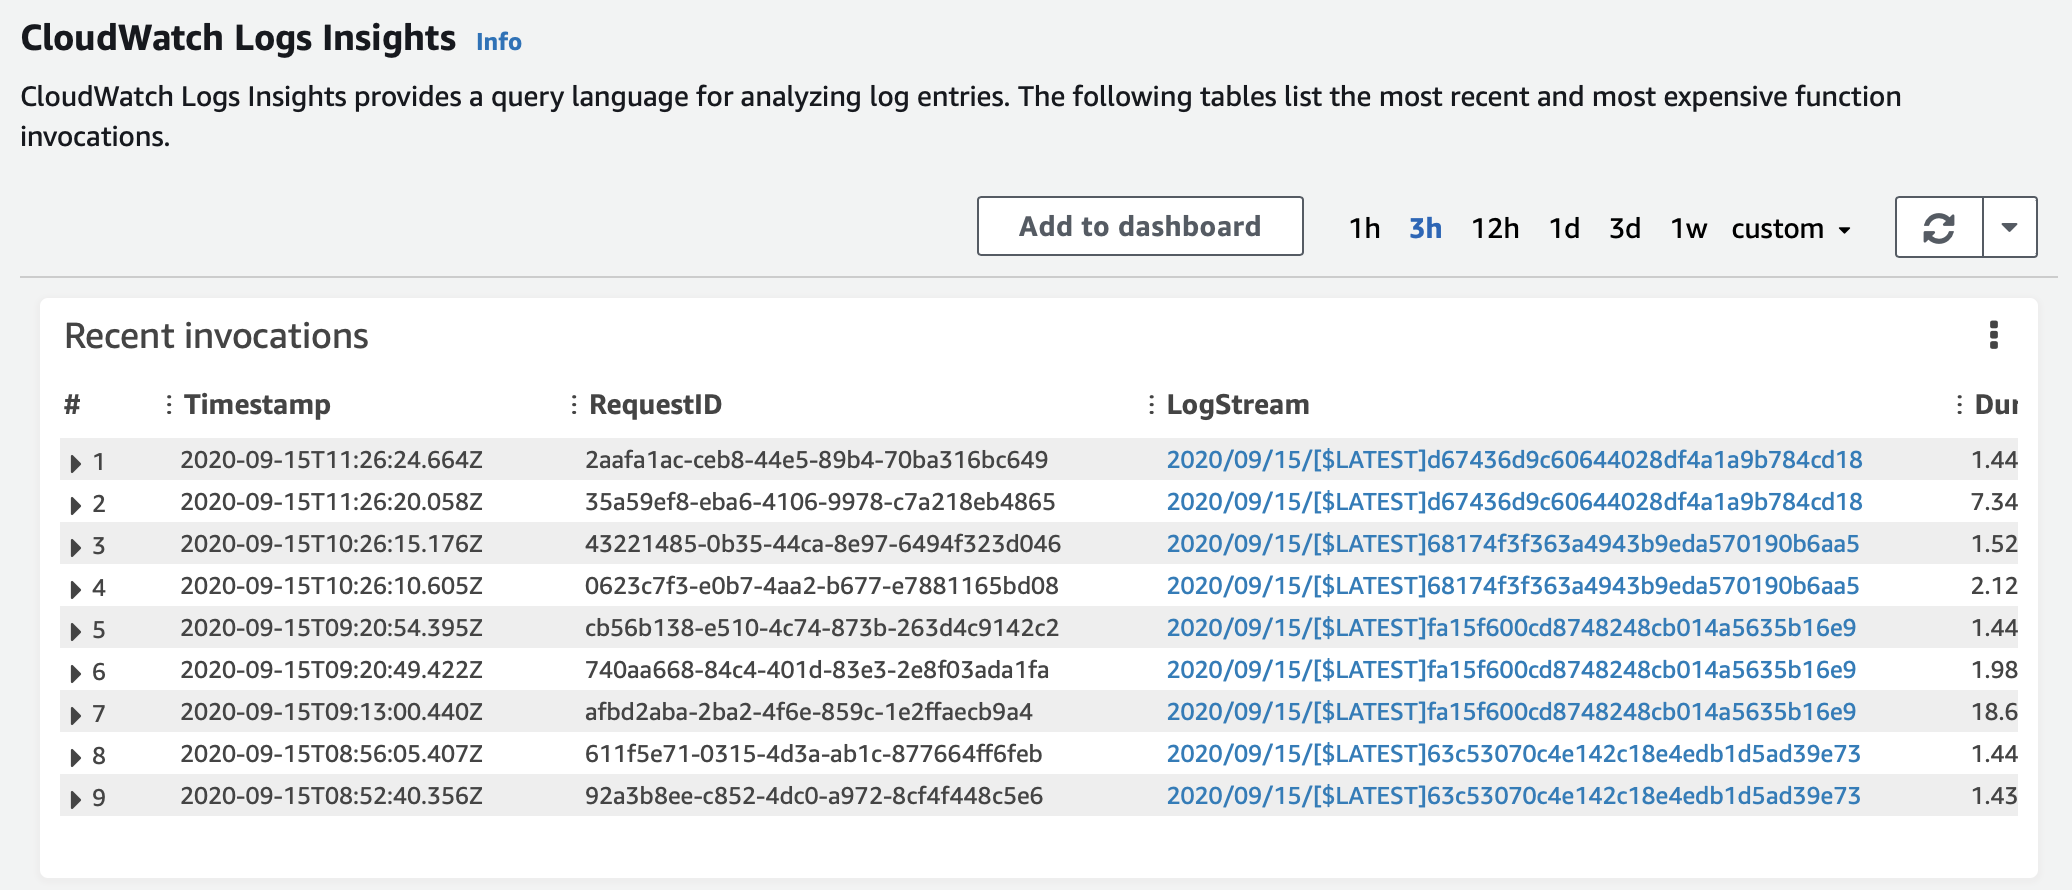 CloudWatch Logs Insights Info
CloudWatch Logs Insights provides a query language for analyzing log entries. The following tables list the most recent and most expensive function
invocations.
Add to dashboard 1h 3h 12h 1d 3d 1w custom
Recent invocations
# Timestamp RequestID LogStream Dur
1 2020-09-15T11:26:24.664Z 2aafa1ac-ceb8-44e5-89b4-70ba316bc649 2020/09/15/[$LATEST]d67436d9c60644028df4a1a9b784cd18 1.44
2 2020-09-15T11:26:20.058Z 35a59ef8-eba6-4106-9978-c7a218eb4865 2020/09/15/[$LATEST]d67436d9c60644028df4a1a9b784cd18 7.34
3 2020-09-15T10:26:15.176Z 43221485-0b35-44ca-8e97-6494f323d046 2020/09/15/[$LATEST]68174f3f363a4943b9eda570190b6aa5 1.52
4 2020-09-15T10:26:10.605Z 0623c7f3-e0b7-4aa2-b677-e7881165bd08 2020/09/15/[$LATEST]68174f3f363a4943b9eda570190b6aa5 2.12
5 2020-09-15T09:20:54.395Z cb56b138-e510-4c74-873b-263d4c9142c2 2020/09/15/[$LATEST]fa15f600cd8748248cb014a5635b16e9 1.44
6 2020-09-15T09:20:49.422Z 740aa668-84c4-401d-83e3-2e8f03ada1fa 2020/09/15/[$LATEST]fa15f600cd8748248cb014a5635b16e9 1.98
7 2020-09-15T09:13:00.440Z afbd2aba-2ba2-4f6e-859c-1e2ffaecb9a4 2020/09/15/[$LATEST]fa15f600cd8748248cb014a5635b16e9 18.6
8 2020-09-15T08:56:05.407Z 611f5e71-0315-4d3a-ab1c-877664ff6feb 2020/09/15/[$LATEST]63c53070c4e142c18e4edb1d5ad39e73 1.44
9 2020-09-15T08:52:40.356Z 92a3b8ee-c852-4dc0-a972-8cf4f448c5e6 2020/09/15/[$LATEST]63c53070c4e142c18e4edb1d5ad39e73 1.43